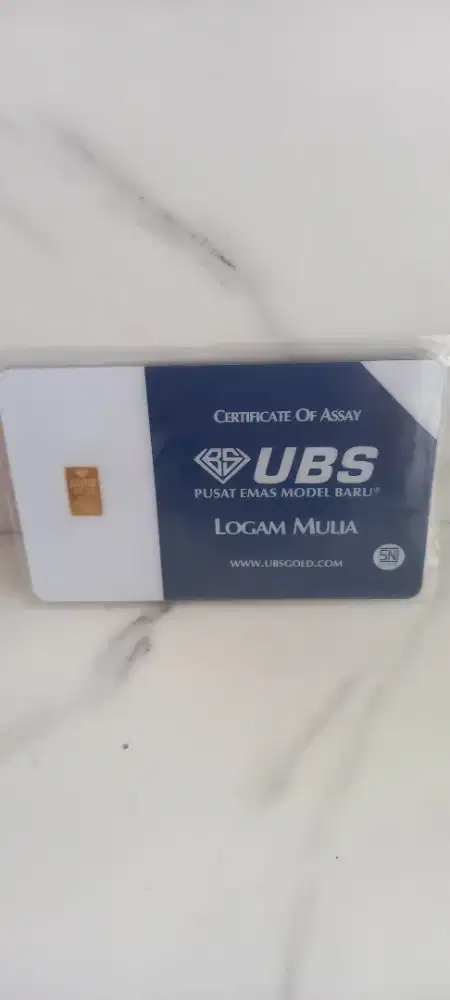 CERTIFICATE OF ASSAY
UBS
PUSAT EMAS MODEL BARU®
LOGAM MULIA
WWW.UBSGOLD.COM
SNI